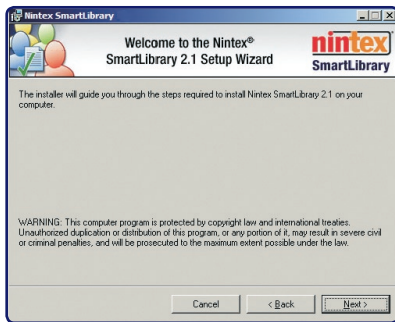 Nintex SmartLibrary
Welcome to the Nintex®
SmartLibrary 2.1 Setup Wizard
nintex
SmartLibrary
The installer will guide you through the steps required to install Nintex SmartLibrary 2.1 on your
computer.
WARNING: This computer program is protected by copyright law and international treaties.
Unauthorized duplication or distribution of this program, or any portion of it, may result in severe civil
or criminal penalties, and will be prosecuted to the maximum extent possible under the law.
Cancel
< Back
Next >